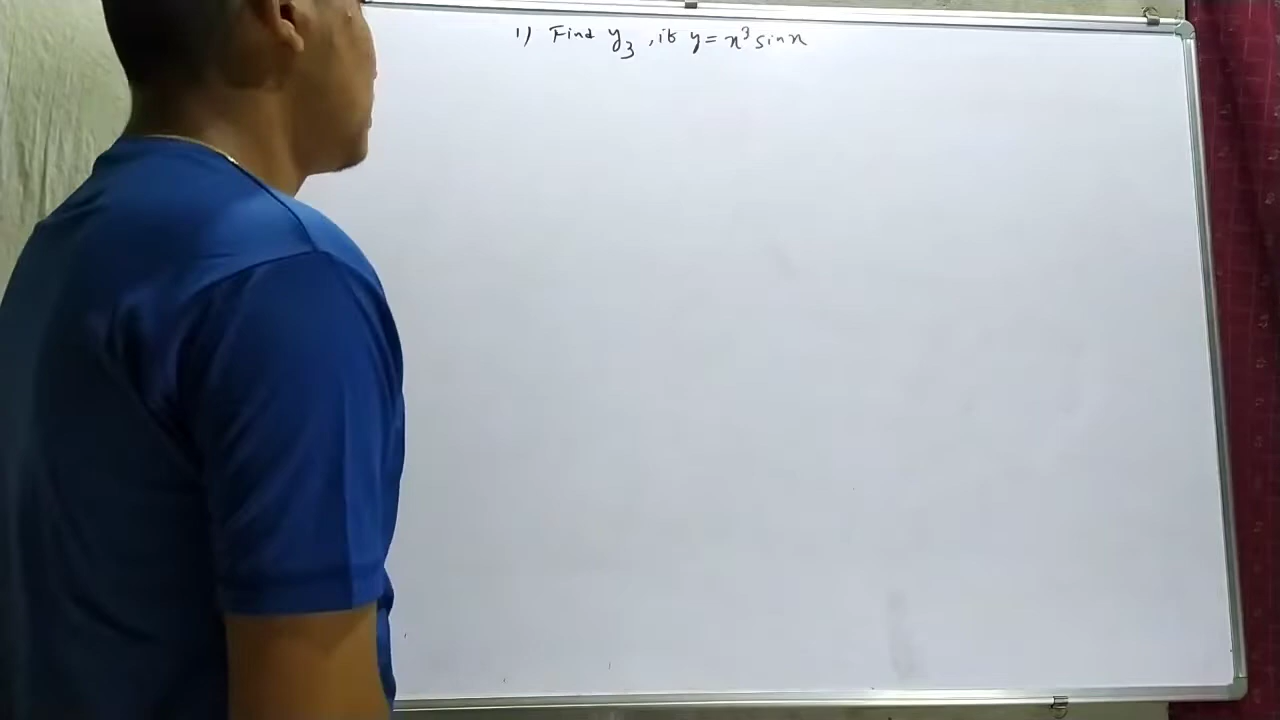 1) Find y₃, if y = x³ sin x